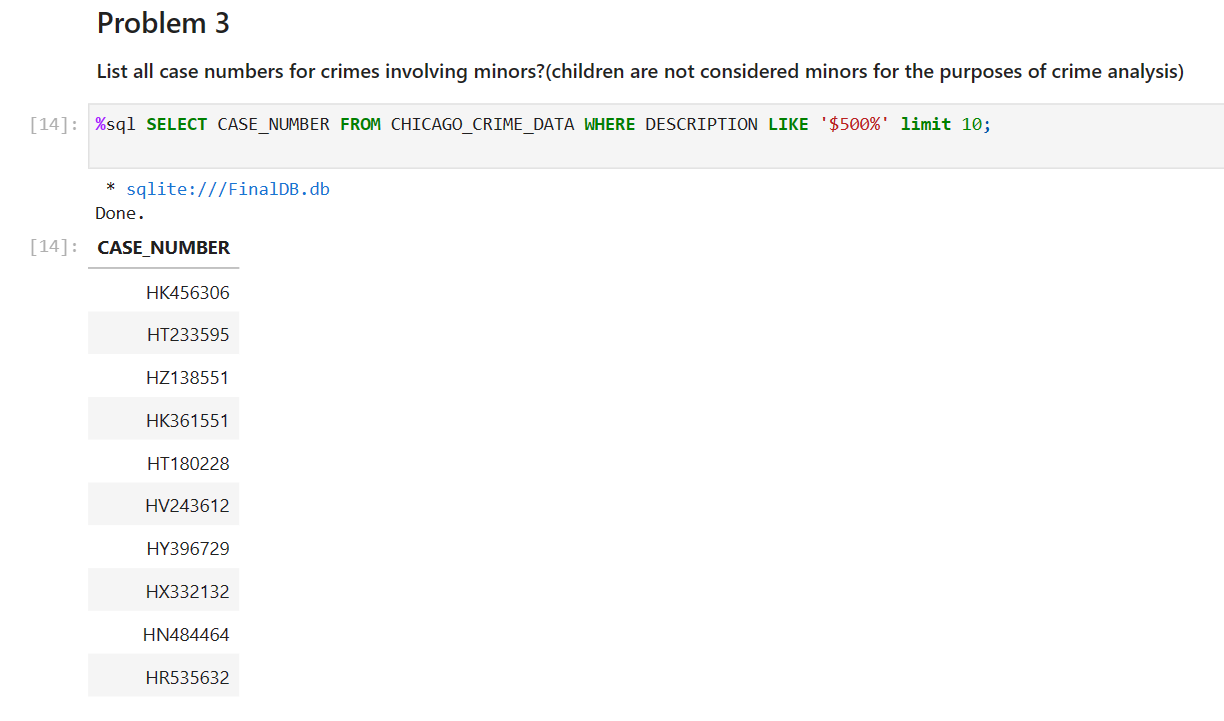 Problem 3
List all case numbers for crimes involving minors?(children are not considered minors for the purposes of crime analysis)
[14]: %sql SELECT CASE_NUMBER FROM CHICAGO_CRIME_DATA WHERE DESCRIPTION LIKE '$500%' limit 10;
* sqlite:///FinalDB.db
Done.
[14]: CASE_NUMBER
HK456306
HT233595
HZ138551
HK361551
HT180228
HV243612
HY396729
HX332132
HN484464
HR535632